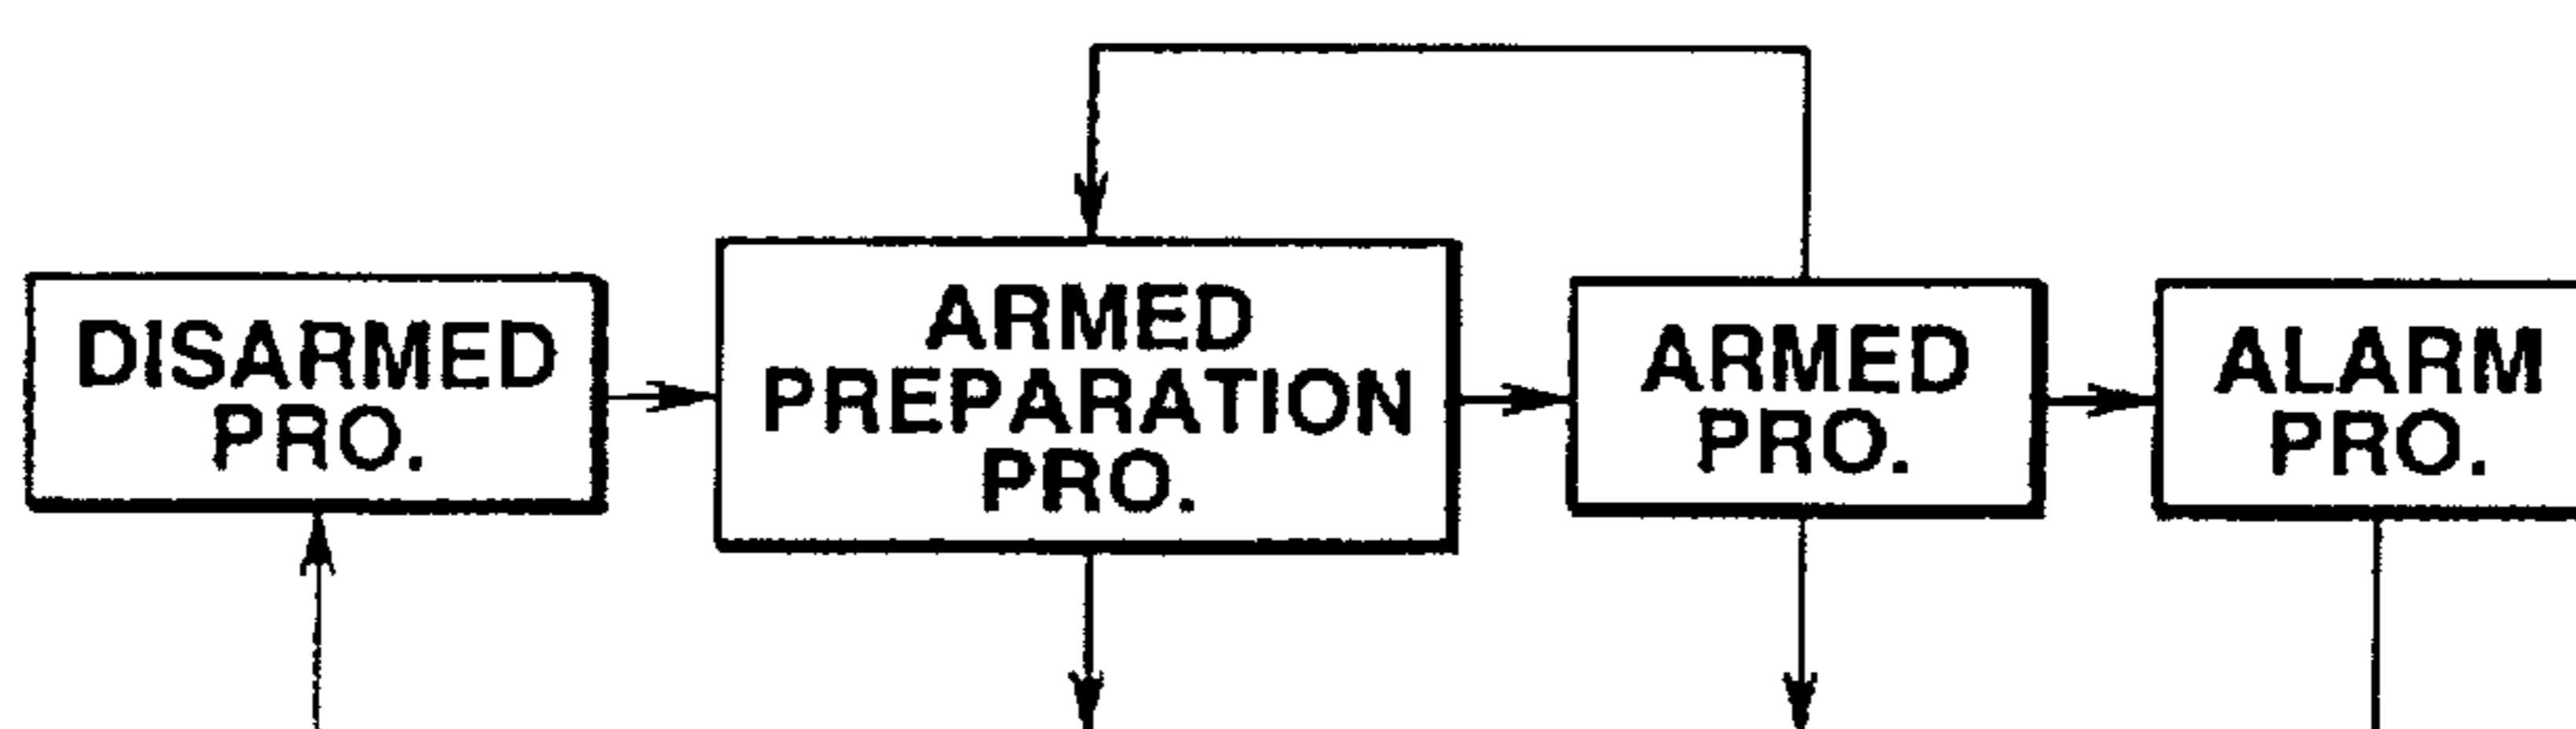 DISARMED
PRO.
ARMED
PREPARATION
PRO.
ARMED
PRO.
ALARM
PRO.